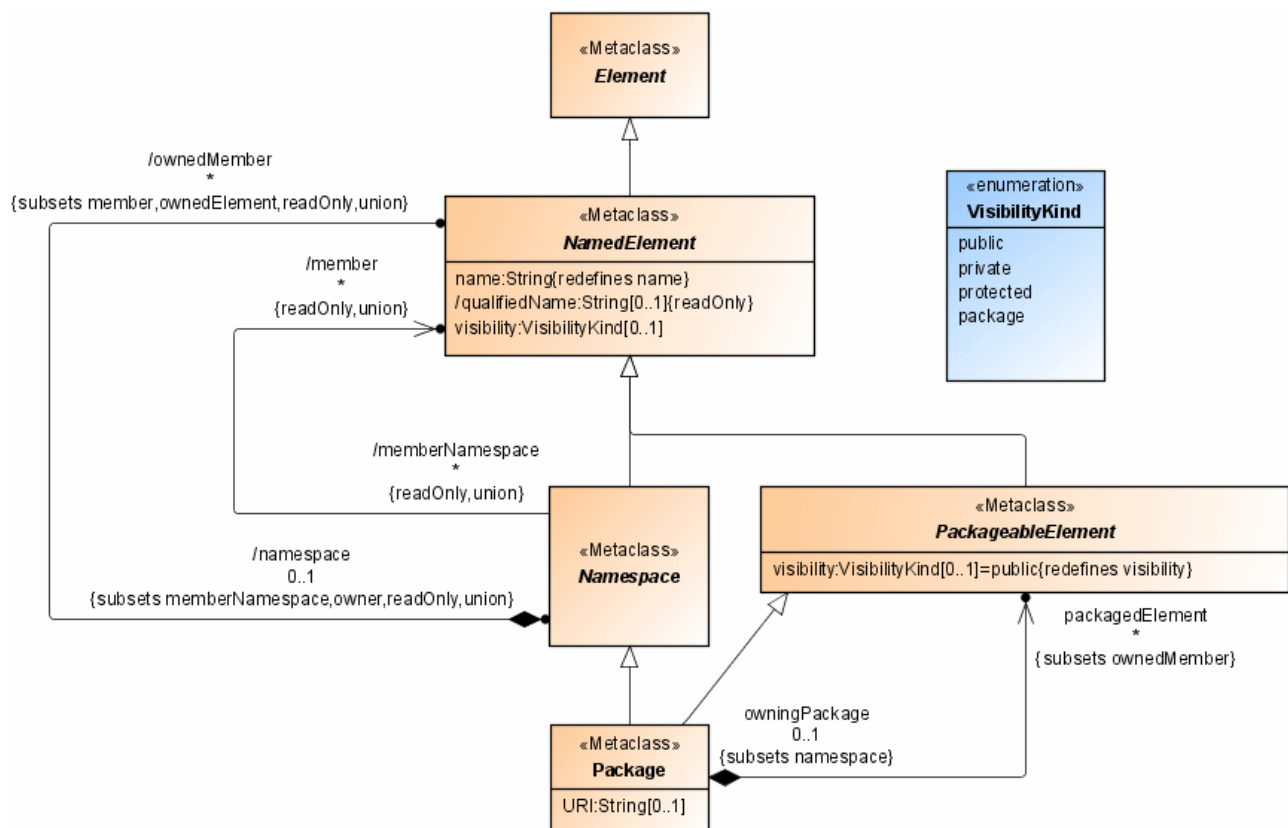 «Metaclass»
Element
/ownedMember
*
{subsets member,ownedElement,readOnly,union}
«Metaclass»
NamedElement
name:String{redefines name}
/qualifiedName:String[0..1]{readOnly}
visibility:VisibilityKind[0..1]
«enumeration»
VisibilityKind
public
private
protected
package
/member
*
{readOnly,union}
/memberNamespace
*
{readOnly,union}
«Metaclass»
Namespace
«Metaclass»
PackageableElement
visibility:VisibilityKind[0..1]=public{redefines visibility}
/namespace
0..1
{subsets memberNamespace,owner,readOnly,union}
packagedElement
*
{subsets ownedMember}
owningPackage
0..1
{subsets namespace}
«Metaclass»
Package
URI:String[0..1]